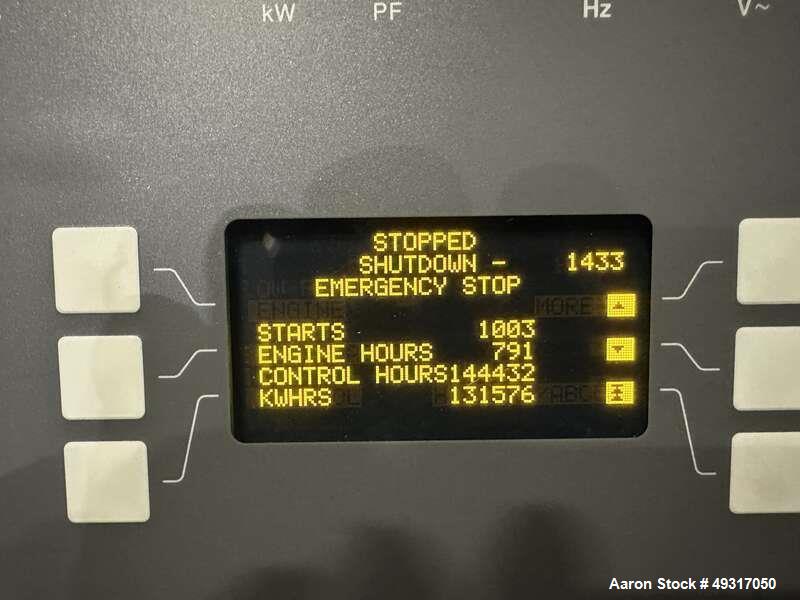 kW PF Hz V~
STOPPED
SHUTDOWN - 1433
EMERGENCY STOP
ENGINE MORE
STARTS 1003
ENGINE HOURS 791
CONTROL HOURS144432
KWHRS 131576
Aaron Stock # 49317050